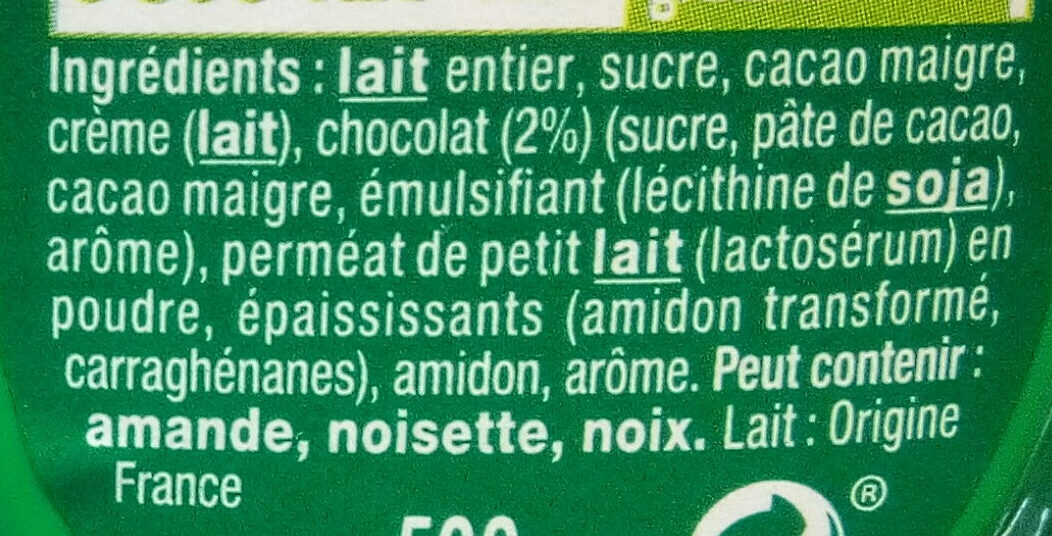 Ingrédients : lait entier, sucre, cacao maigre,
crème (lait), chocolat (2%) (sucre, pâte de cacao,
cacao maigre, émulsifiant (lécithine de soja),
arôme), perméat de petit lait (lactosérum) en
poudre, épaississants (amidon transformé,
carraghénanes), amidon, arôme. Peut contenir :
amande, noisette, noix. Lait : Origine
France
®